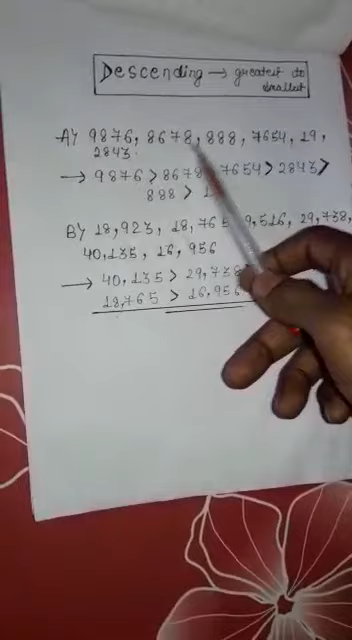 Descending → greatest to
smallest
A) 9876, 8678, 888, 7654, 19,
2843.
→ 9876 > 8678 7654 > 2843 >
888 >
B) 18,923, 18,765 9,516, 29,738,
40,135, 16,956
→ 40,135 > 29,738
18,765 > 16,956